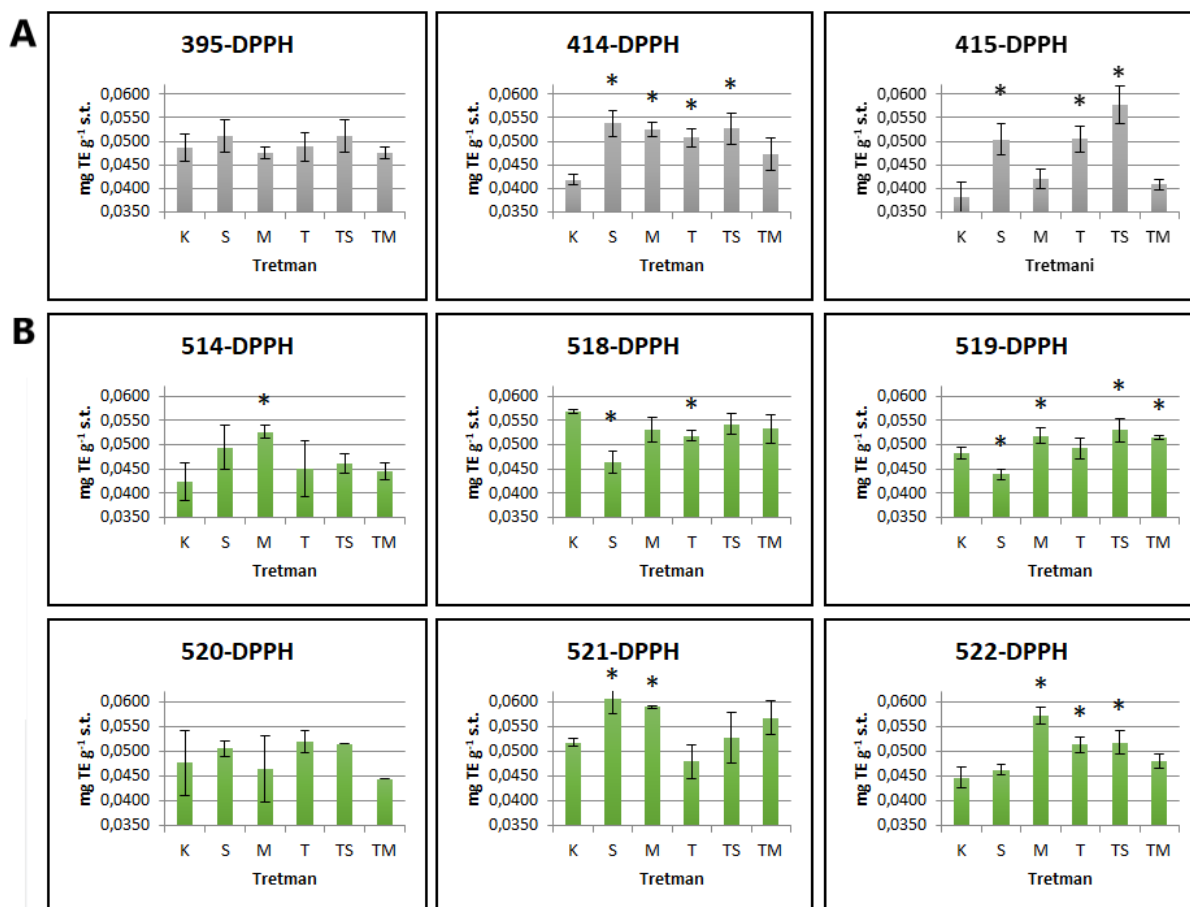 A
395-DPPH
mg TE g⁻¹ s.t.
0,0600
0,0550
0,0500
0,0450
0,0400
0,0350
K S M T TS TM
Tretman
414-DPPH
mg TE g⁻¹ s.t.
0,0600
0,0550
0,0500
0,0450
0,0400
0,0350
* * * *
K S M T TS TM
Tretman
415-DPPH
mg TE g⁻¹ s.t.
0,0600
0,0550
0,0500
0,0450
0,0400
0,0350
* * *
K S M T TS TM
Tretmani
B
514-DPPH
mg TE g⁻¹ s.t.
0,0600
0,0550
0,0500
0,0450
0,0400
0,0350
*
K S M T TS TM
Tretman
518-DPPH
mg TE g⁻¹ s.t.
0,0600
0,0550
0,0500
0,0450
0,0400
0,0350
* *
K S M T TS TM
Tretman
519-DPPH
mg TE g⁻¹ s.t.
0,0600
0,0550
0,0500
0,0450
0,0400
0,0350
* * * *
K S M T TS TM
Tretman
520-DPPH
mg TE g⁻¹ s.t.
0,0600
0,0550
0,0500
0,0450
0,0400
0,0350
K S M T TS TM
Tretman
521-DPPH
mg TE g⁻¹ s.t.
0,0600
0,0550
0,0500
0,0450
0,0400
0,0350
* *
K S M T TS TM
Tretman
522-DPPH
mg TE g⁻¹ s.t.
0,0600
0,0550
0,0500
0,0450
0,0400
0,0350
* * *
K S M T TS TM
Tretman